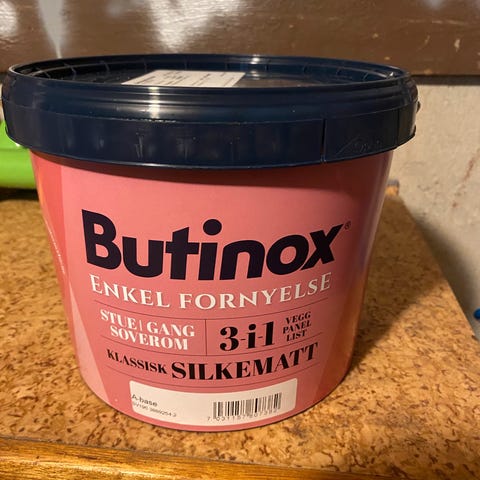 Butinox®
ENKEL FORNYELSE
STUE | GANG
SOVEROM
3-i-1
VEGG
PANEL
LIST
KLASSISK SILKEMATT
A-base